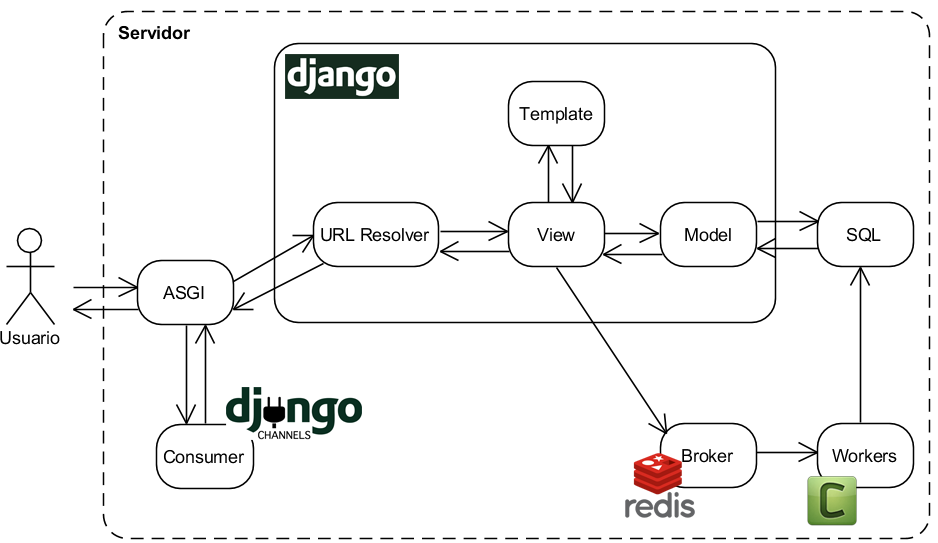 Servidor
django
Template
URL Resolver
View
Model
SQL
ASGI
Usuario
django
CHANNELS
Consumer
Broker
Workers
redis
C